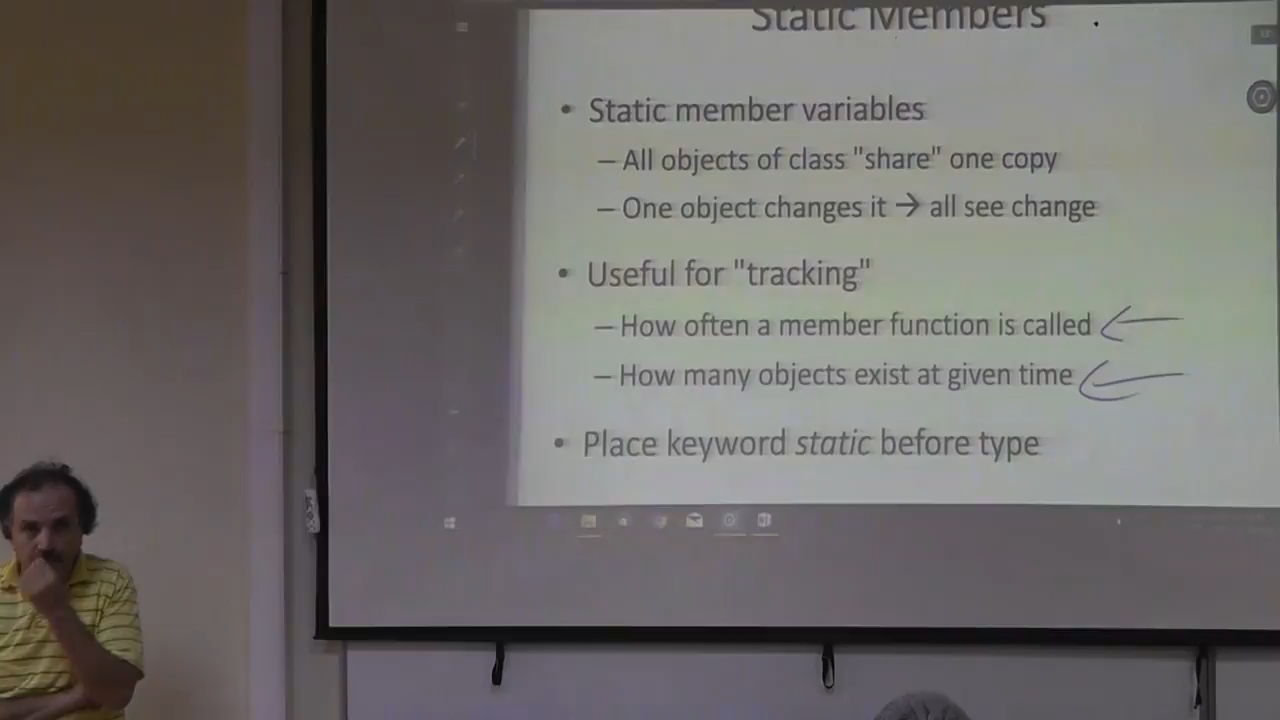 Static Members
• Static member variables
– All objects of class "share" one copy
– One object changes it → all see change
• Useful for "tracking"
– How often a member function is called
– How many objects exist at given time
• Place keyword static before type